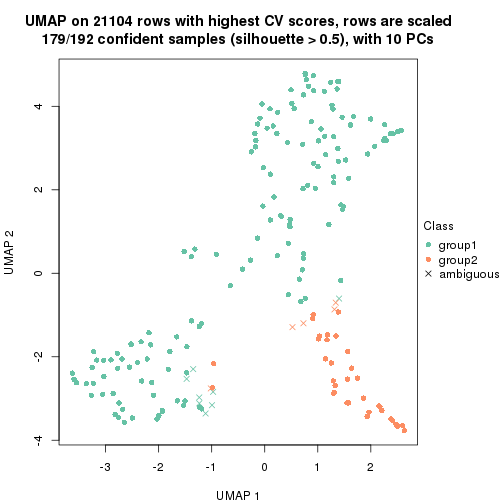 UMAP on 21104 rows with highest CV scores, rows are scaled
179/192 confident samples (silhouette > 0.5), with 10 PCs
4
2
0
-2
-4
UMAP 2
-3
-2
-1
0
1
2
UMAP 1
Class
group1
group2
ambiguous